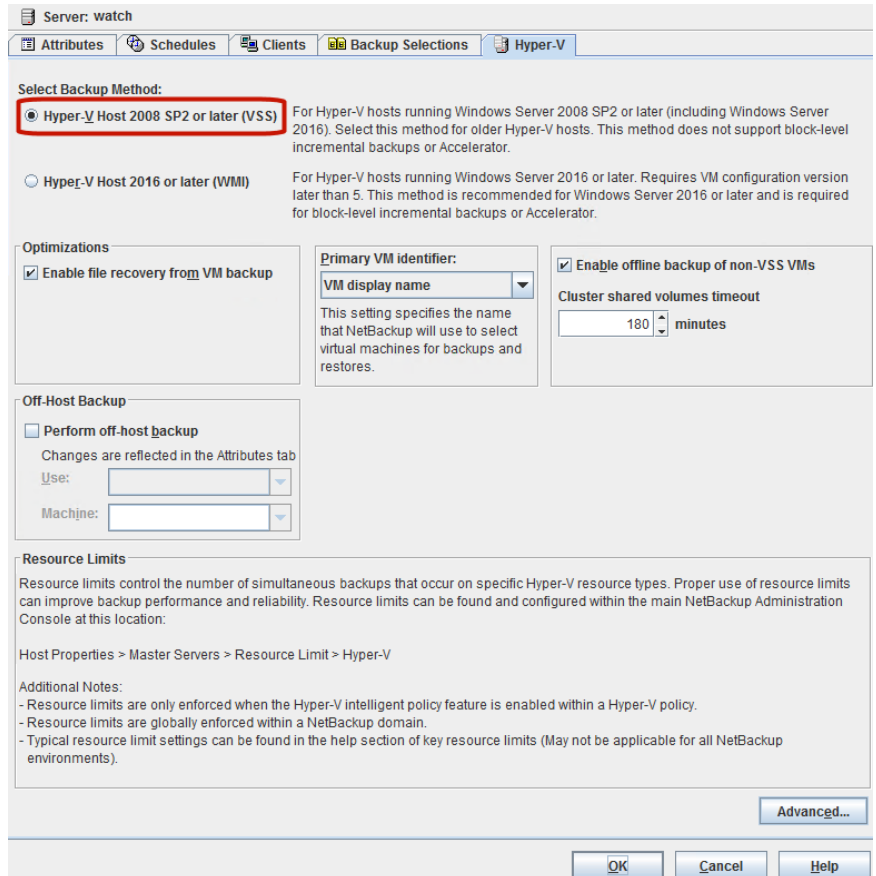 Server: watch
Attributes
Schedules
Clients
Backup Selections
Hyper-V
Select Backup Method:
Hyper-V Host 2008 SP2 or later (VSS)
For Hyper-V hosts running Windows Server 2008 SP2 or later (including Windows Server
2016). Select this method for older Hyper-V hosts. This method does not support block-level
incremental backups or Accelerator.
Hyper-V Host 2016 or later (WMI)
For Hyper-V hosts running Windows Server 2016 or later. Requires VM configuration version
later than 5. This method is recommended for Windows Server 2016 or later and is required
for block-level incremental backups or Accelerator.
Optimizations
Enable file recovery from VM backup
Primary VM identifier:
VM display name
This setting specifies the name
that NetBackup will use to select
virtual machines for backups and
restores.
Enable offline backup of non-VSS VMs
Cluster shared volumes timeout
180 minutes
Off-Host Backup
Perform off-host backup
Changes are reflected in the Attributes tab
Use:
Machine:
Resource Limits
Resource limits control the number of simultaneous backups that occur on specific Hyper-V resource types. Proper use of resource limits
can improve backup performance and reliability. Resource limits can be found and configured within the main NetBackup Administration
Console at this location:
Host Properties > Master Servers > Resource Limit > Hyper-V
Additional Notes:
- Resource limits are only enforced when the Hyper-V intelligent policy feature is enabled within a Hyper-V policy.
- Resource limits are globally enforced within a NetBackup domain.
- Typical resource limit settings can be found in the help section of key resource limits (May not be applicable for all NetBackup
environments).
Advanced...
OK
Cancel
Help